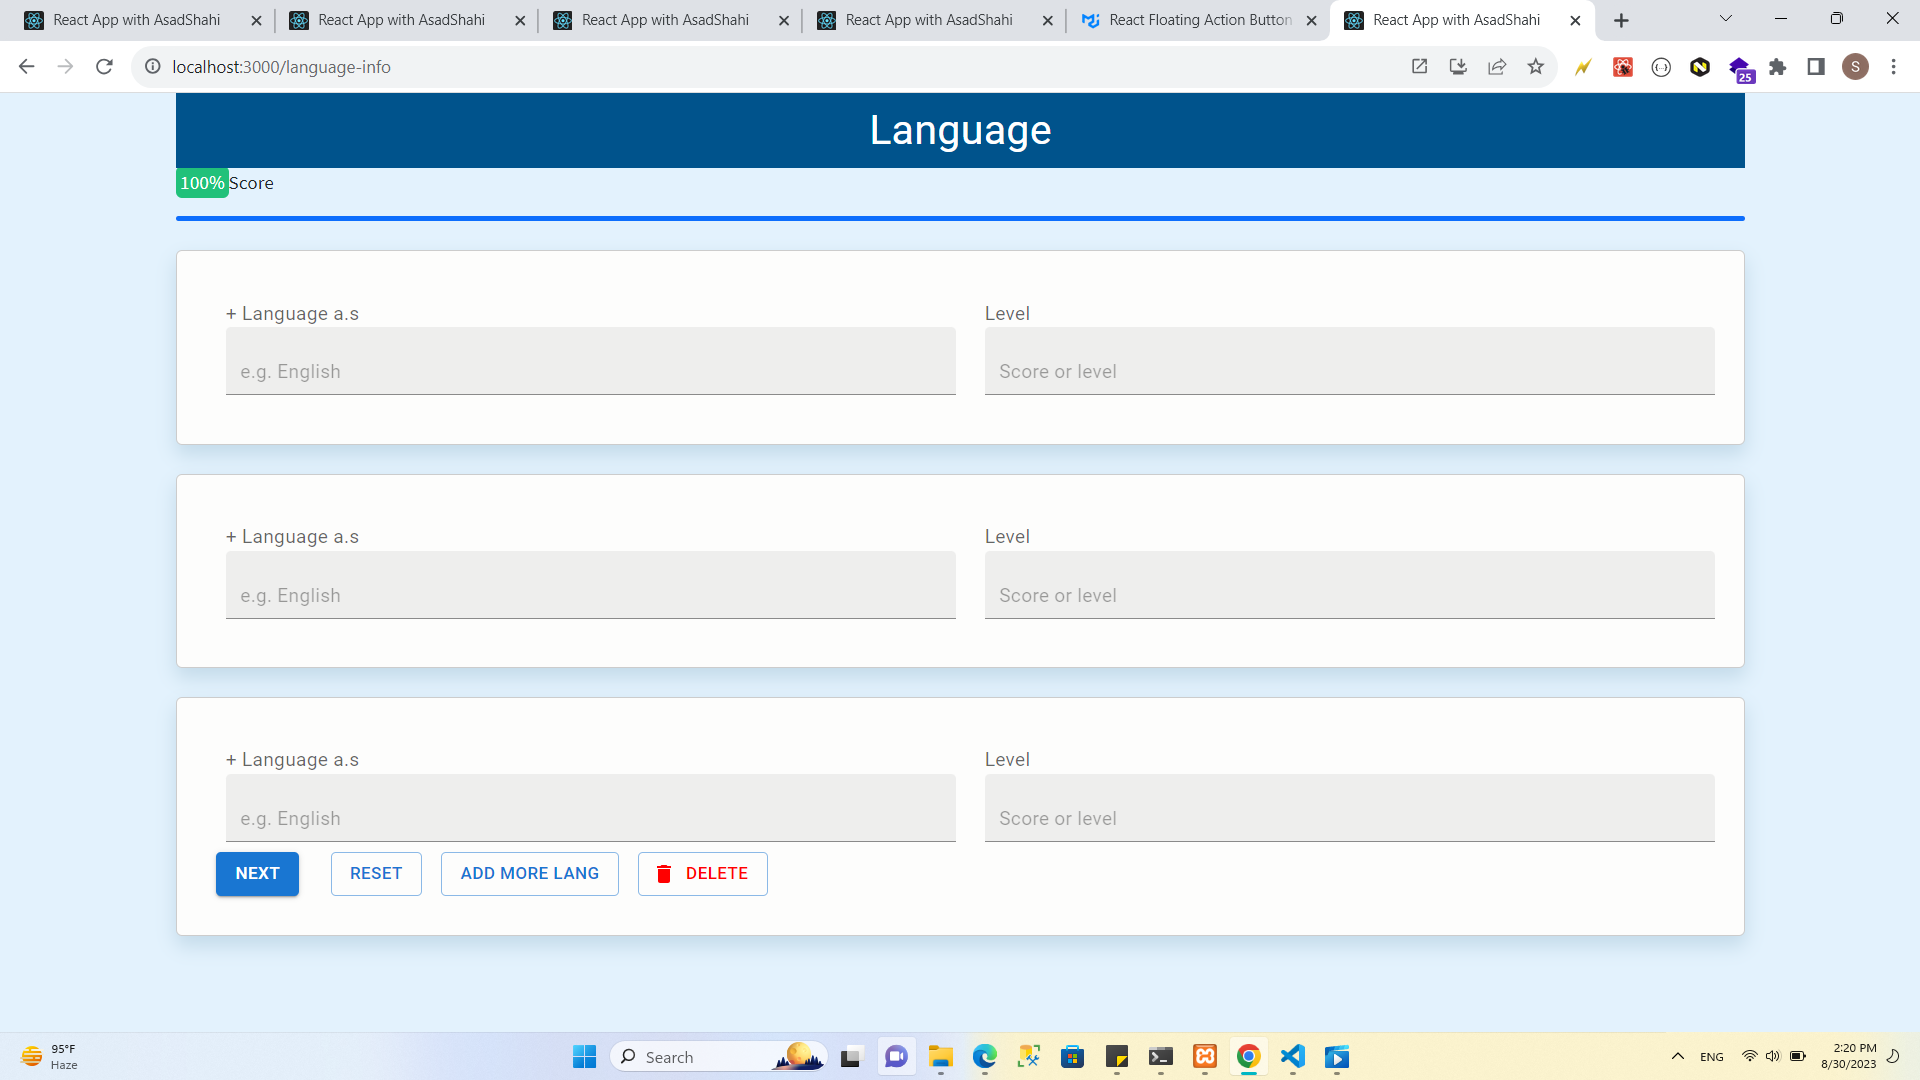 React App with AsadShahi
React App with AsadShahi
React App with AsadShahi
React App with AsadShahi
React Floating Action Button
React App with AsadShahi
localhost:3000/language-info
25
S
Language
100% Score
+ Language a.s
Level
e.g. English
Score or level
+ Language a.s
Level
e.g. English
Score or level
+ Language a.s
Level
e.g. English
Score or level
NEXT
RESET
ADD MORE LANG
DELETE
95°F
Haze
Search
ENG
2:20 PM
8/30/2023